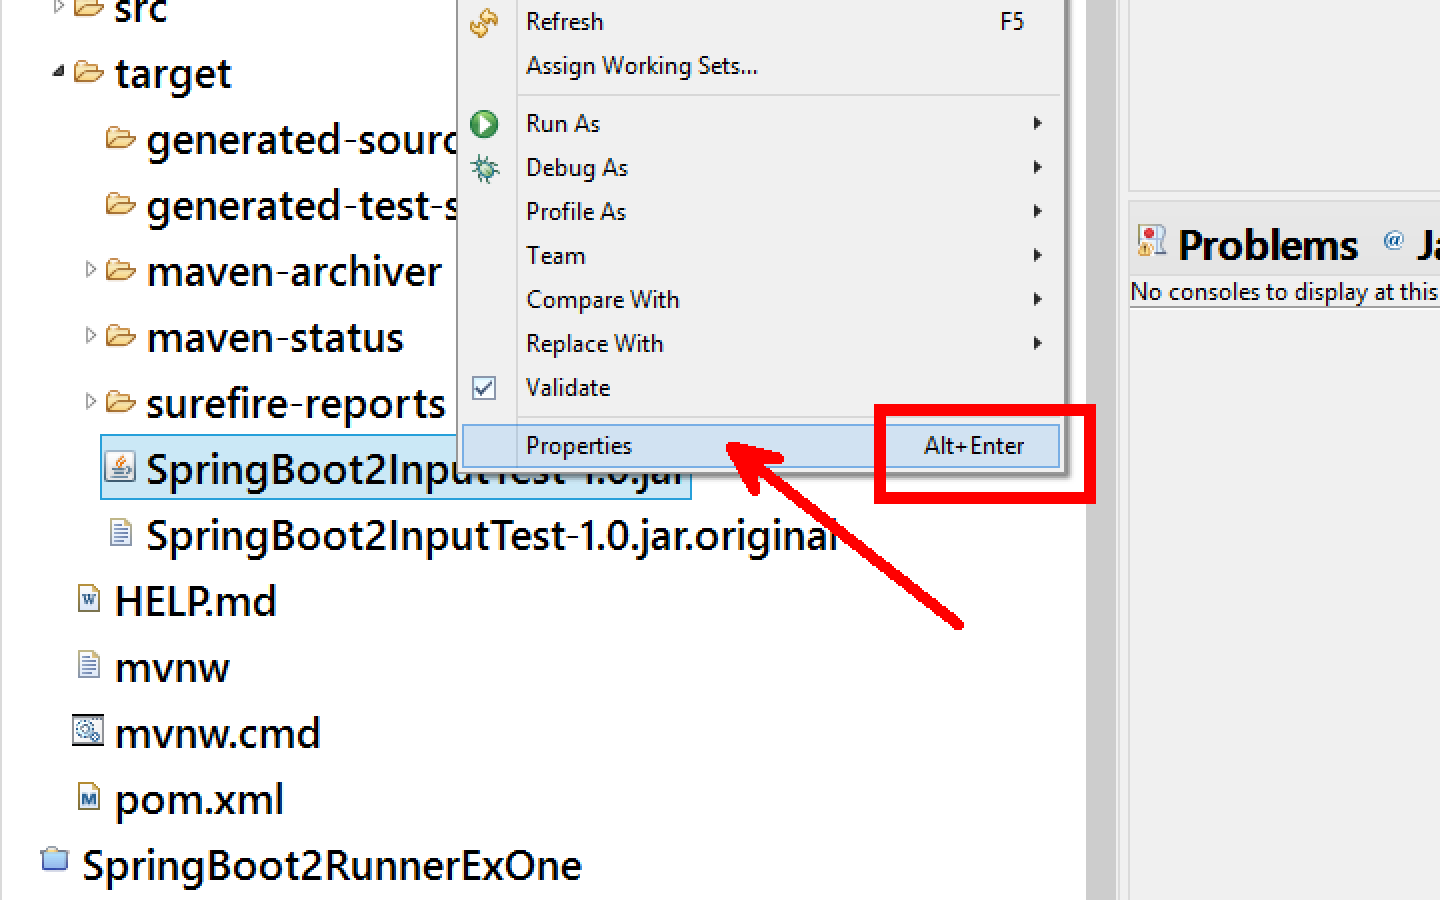 src
target
generated-sourc
generated-test-s
maven-archiver
maven-status
surefire-reports
SpringBoot2InputTest-1.0.jar
SpringBoot2InputTest-1.0.jar.original
HELP.md
mvnw
mvnw.cmd
pom.xml
SpringBoot2RunnerExOne
Refresh F5
Assign Working Sets...
Run As
Debug As
Profile As
Team
Compare With
Replace With
Validate
Properties Alt+Enter
Problems @ Ja
No consoles to display at this